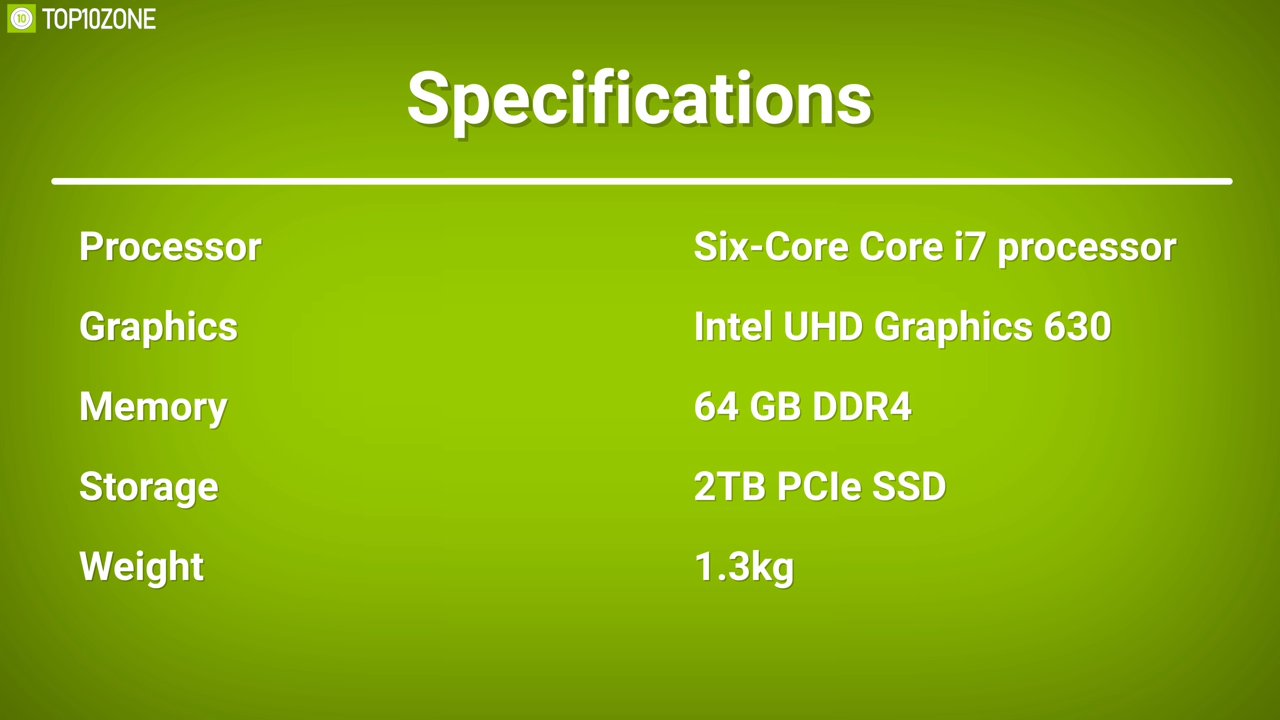 10 TOP10ZONE
Specifications
Processor Six-Core Core i7 processor
Graphics Intel UHD Graphics 630
Memory 64 GB DDR4
Storage 2TB PCIe SSD
Weight 1.3kg